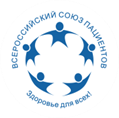 ВСЕРОССИЙСКИЙ СОЮЗ ПАЦИЕНТОВ
Здоровье для всех!